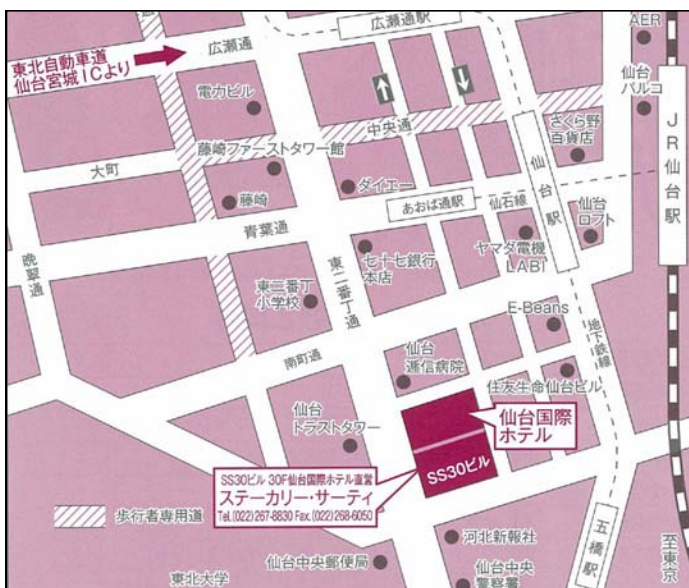 広瀬通駅
AER
東北自動車道
仙台宮城ICより
広瀬通
仙台
パルコ
電力ビル
さくら野
百貨店
中央通
JR仙台駅
藤崎ファーストタワー館
大町
仙台駅
ダイエー
藤崎
あおば通駅
仙石線
仙台
ロフト
青葉通
ヤマダ電機
LABI
七十七銀行
本店
晩翠通
東二番丁通
東二番丁
小学校
E-Beans
地下鉄線
南町通
仙台
逓信病院
住友生命仙台ビル
仙台
トラストタワー
仙台国際
ホテル
SS30ビル
SS30ビル 30F仙台国際ホテル直営
ステーカリー・サーティ
Tel.(022)267-8830 Fax.(022)268-6050
歩行者専用道
河北新報社
五橋駅
至東京
仙台中央郵便局
仙台中央
警察署
東北大学